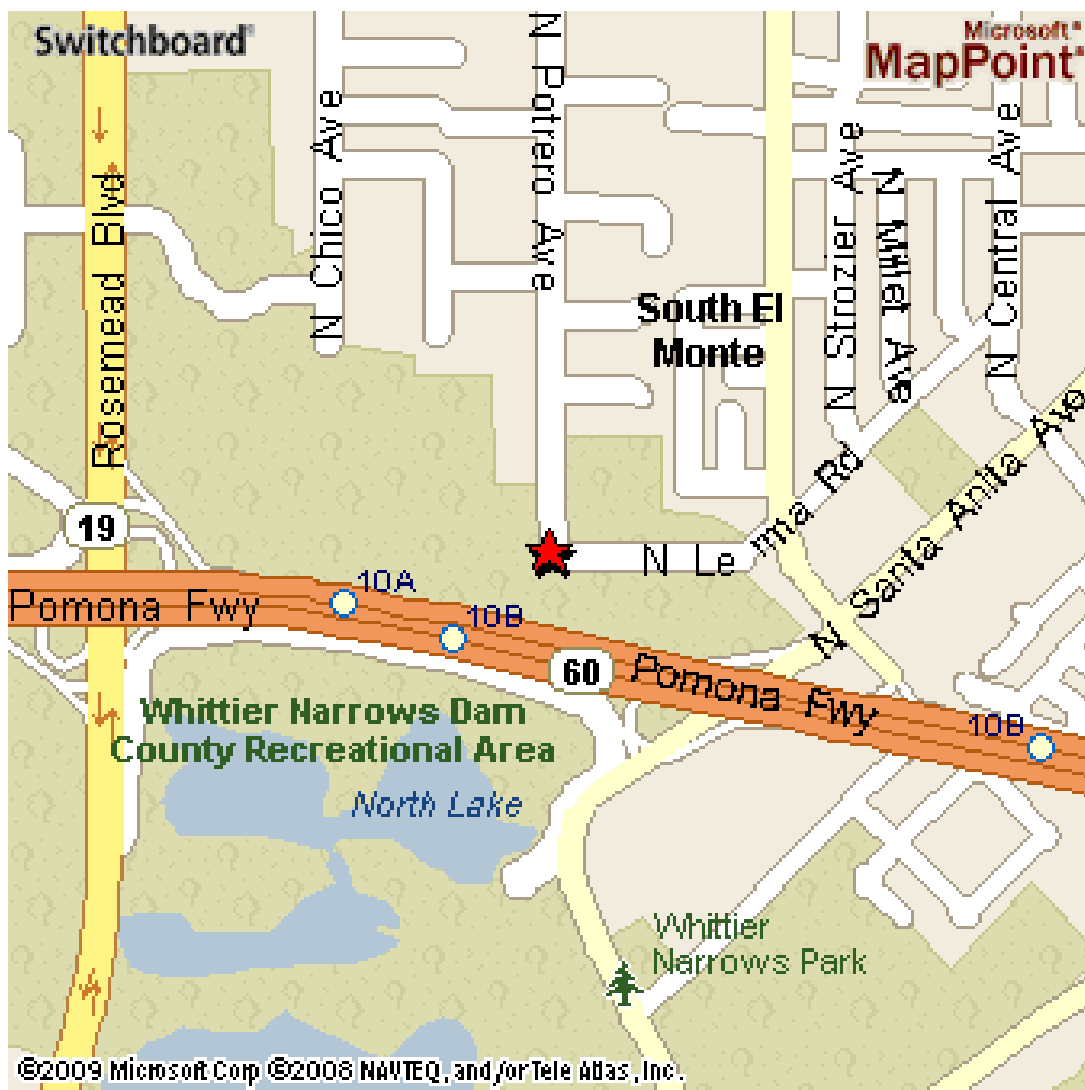 Switchboard®
Microsoft®
MapPoint®
N Potrero Ave
N Chico Ave
Rosemead Blvd
N Strozier Ave
N Millet Ave
N Central Ave
South El
Monte
19
N Lerma Rd
N Santa Anita Ave
10A
10B
Pomona Fwy
60
Pomona Fwy
10B
Whittier Narrows Dam
County Recreational Area
North Lake
Whittier
Narrows Park
©2009 Microsoft Corp ©2008 NAVTEQ, and/or Tele Atlas, Inc.